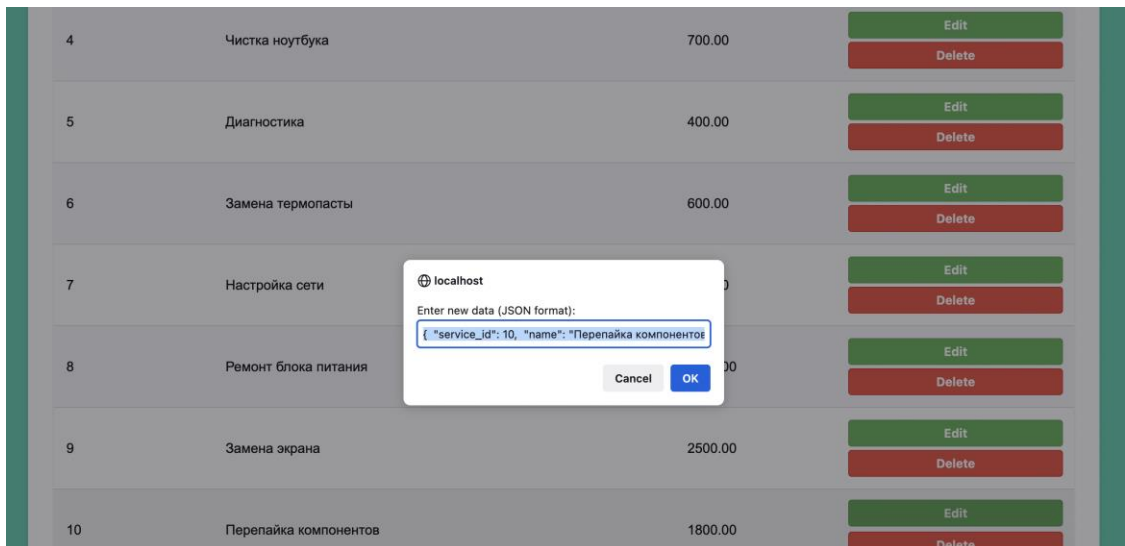 Edit
4 Чистка ноутбука 700.00
Delete
Edit
5 Диагностика 400.00
Delete
Edit
6 Замена термопасты 600.00
Delete
localhost
Enter new data (JSON format):
{ "service_id": 10, "name": "Перепайка компонентов
Cancel OK
Edit
7 Настройка сети
Delete
Edit
8 Ремонт блока питания
Delete
Edit
9 Замена экрана 2500.00
Delete
Edit
10 Перепайка компонентов 1800.00
Delete